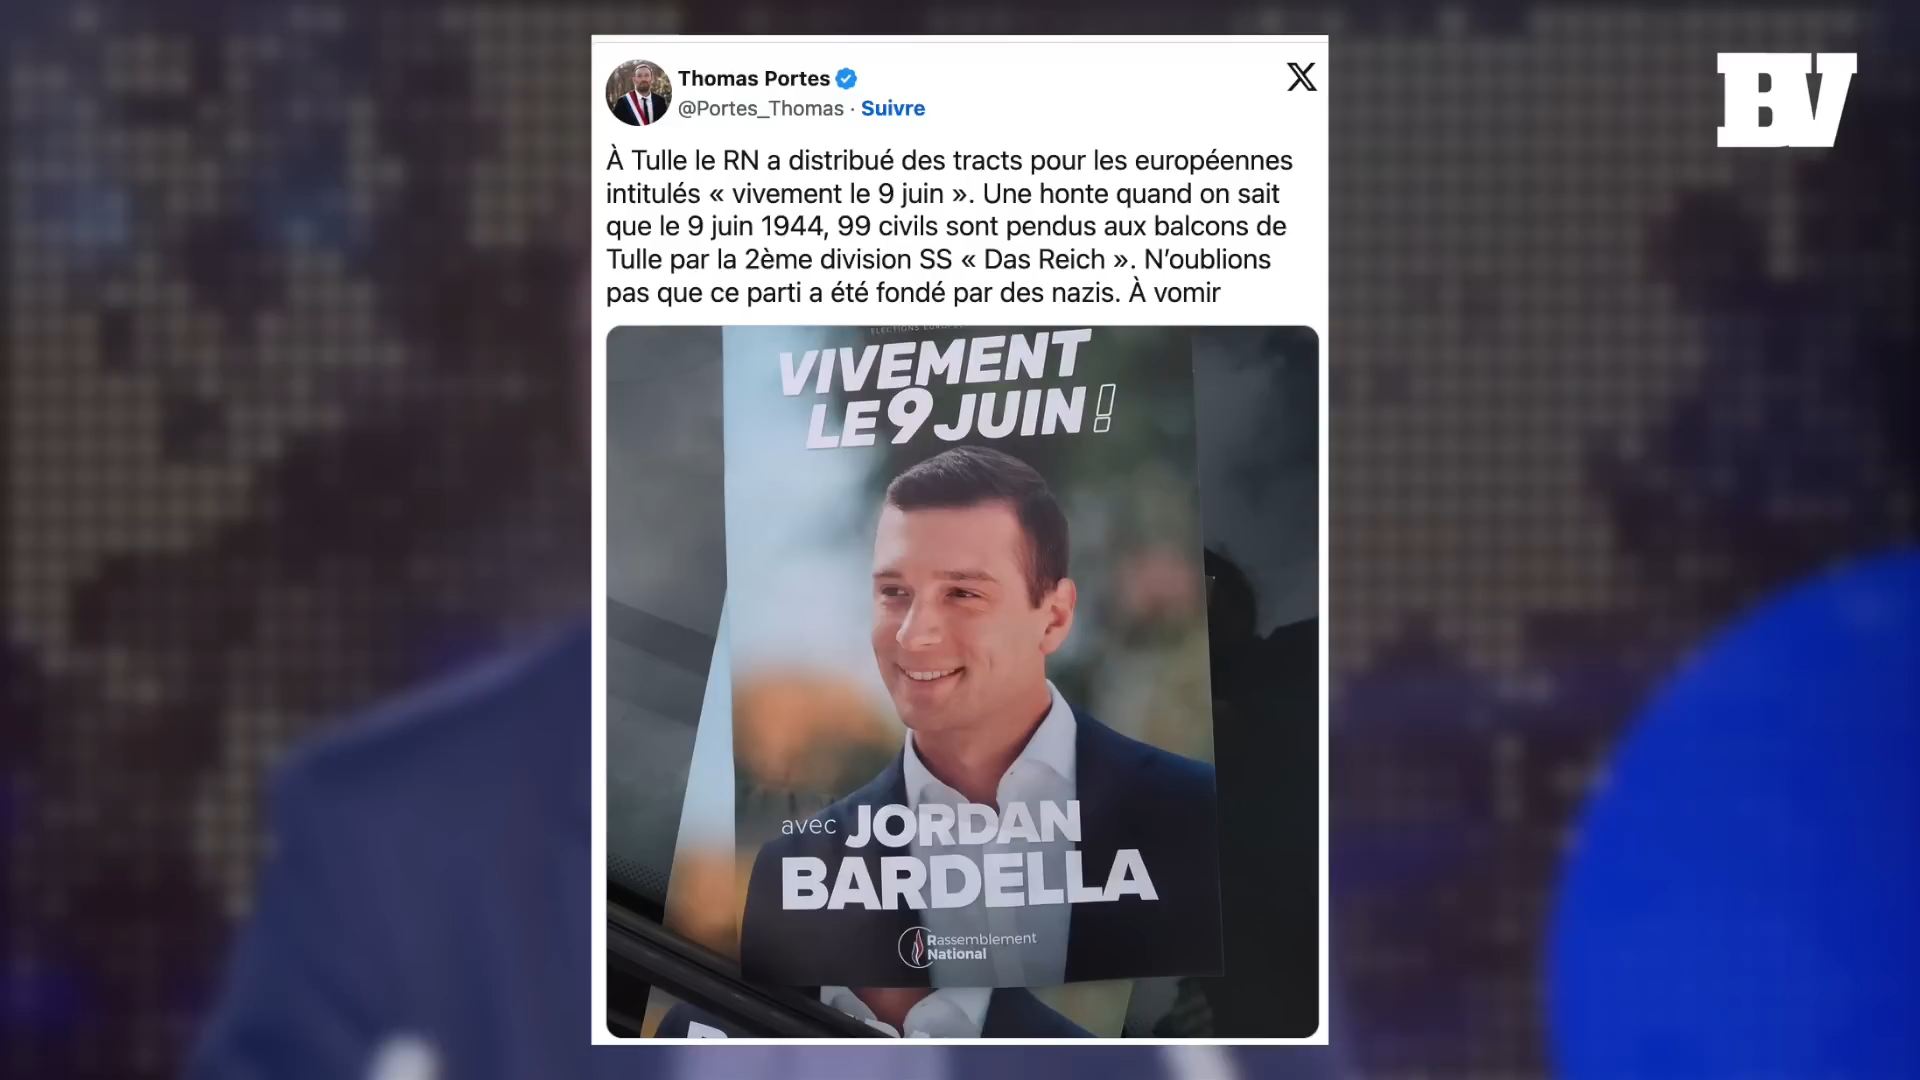 BV
Thomas Portes
@Portes_Thomas · Suivre
À Tulle le RN a distribué des tracts pour les européennes
intitulés « vivement le 9 juin ». Une honte quand on sait
que le 9 juin 1944, 99 civils sont pendus aux balcons de
Tulle par la 2ème division SS « Das Reich ». N’oublions
pas que ce parti a été fondé par des nazis. À vomir
VIVEMENT
LE 9 JUIN !
avec JORDAN
BARDELLA
Rassemblement
National